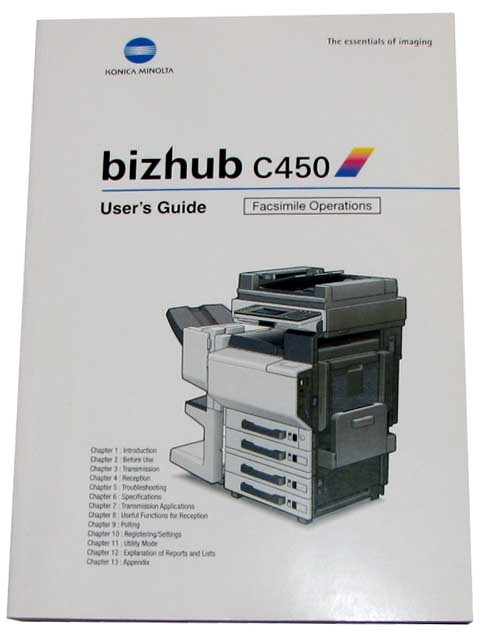 The essentials of imaging
KONICA MINOLTA
bizhub C450
User's Guide
Facsimile Operations
Chapter 1 : Introduction
Chapter 2 : Before Use
Chapter 3 : Transmission
Chapter 4 : Reception
Chapter 5 : Troubleshooting
Chapter 6 : Specifications
Chapter 7 : Transmission Applications
Chapter 8 : Useful Functions for Reception
Chapter 9 : Polling
Chapter 10 : Registering/Settings
Chapter 11 : Utility Mode
Chapter 12 : Explanation of Reports and Lists
Chapter 13 : Appendix